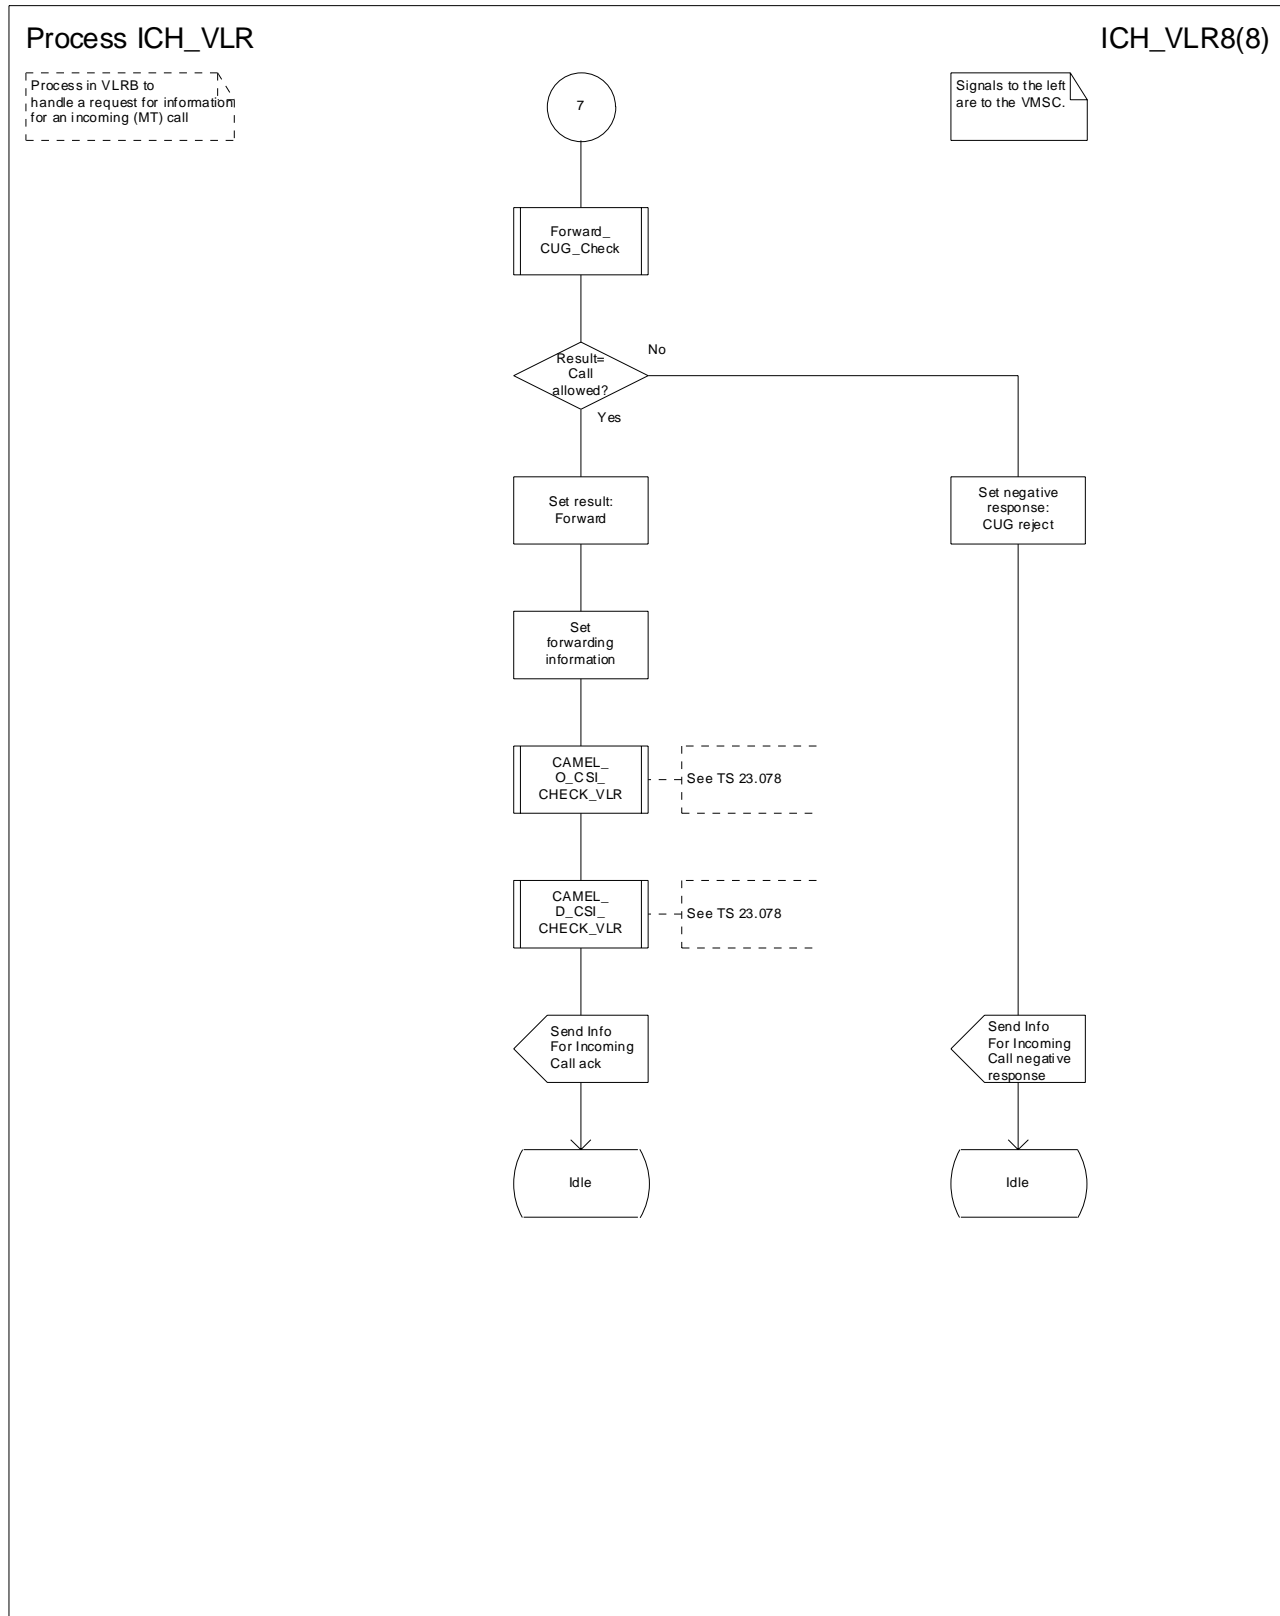 Process ICH_VLR
ICH_VLR8(8)
Process in VLRB to
handle a request for information
for an incoming (MT) call
Signals to the left
are to the VMSC.
7
Forward_
CUG_Check
Result=
Call
allowed?
No
Yes
Set result:
Forward
Set negative
response:
CUG reject
Set
forwarding
information
CAMEL_
O_CSI_
CHECK_VLR
See TS 23.078
CAMEL_
D_CSI_
CHECK_VLR
See TS 23.078
Send Info
For Incoming
Call ack
Send Info
For Incoming
Call negative
response
Idle
Idle